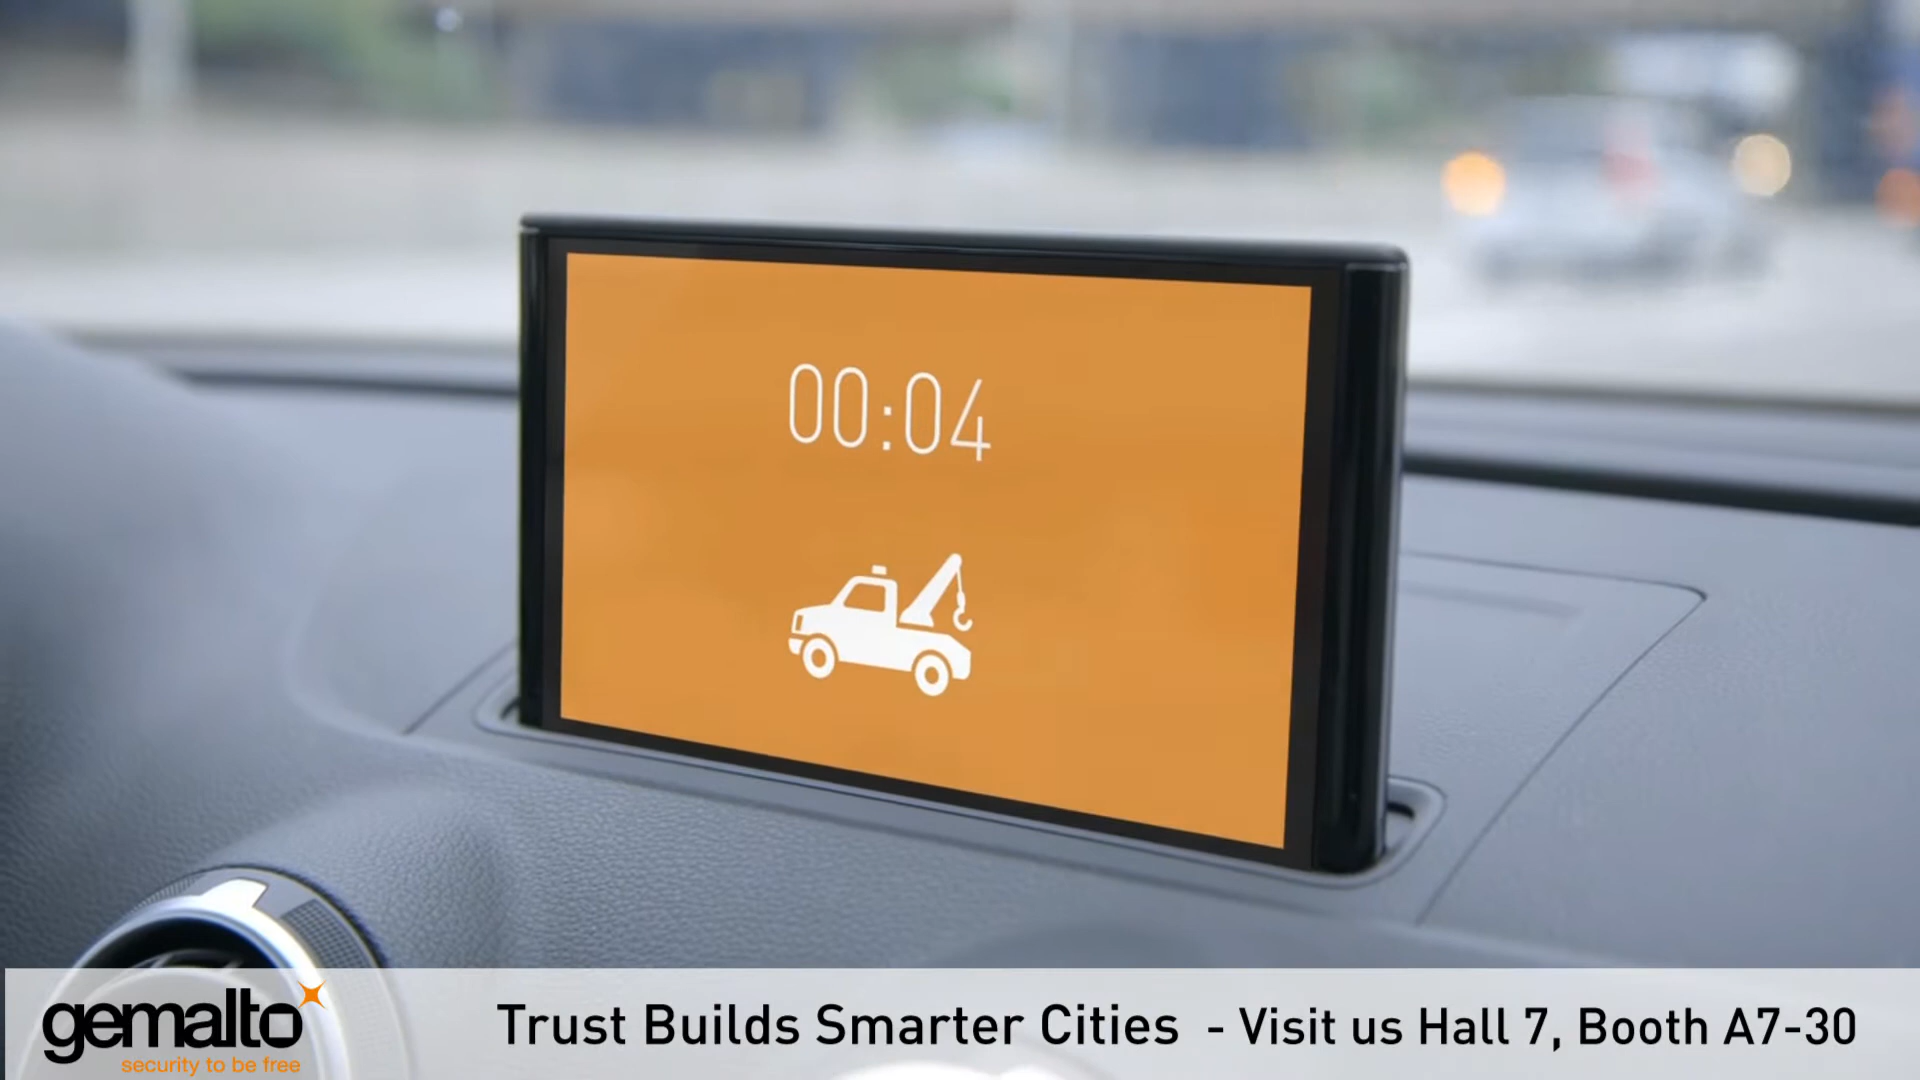 00:04
gemalto
security to be free
Trust Builds Smarter Cities - Visit us Hall 7, Booth A7-30